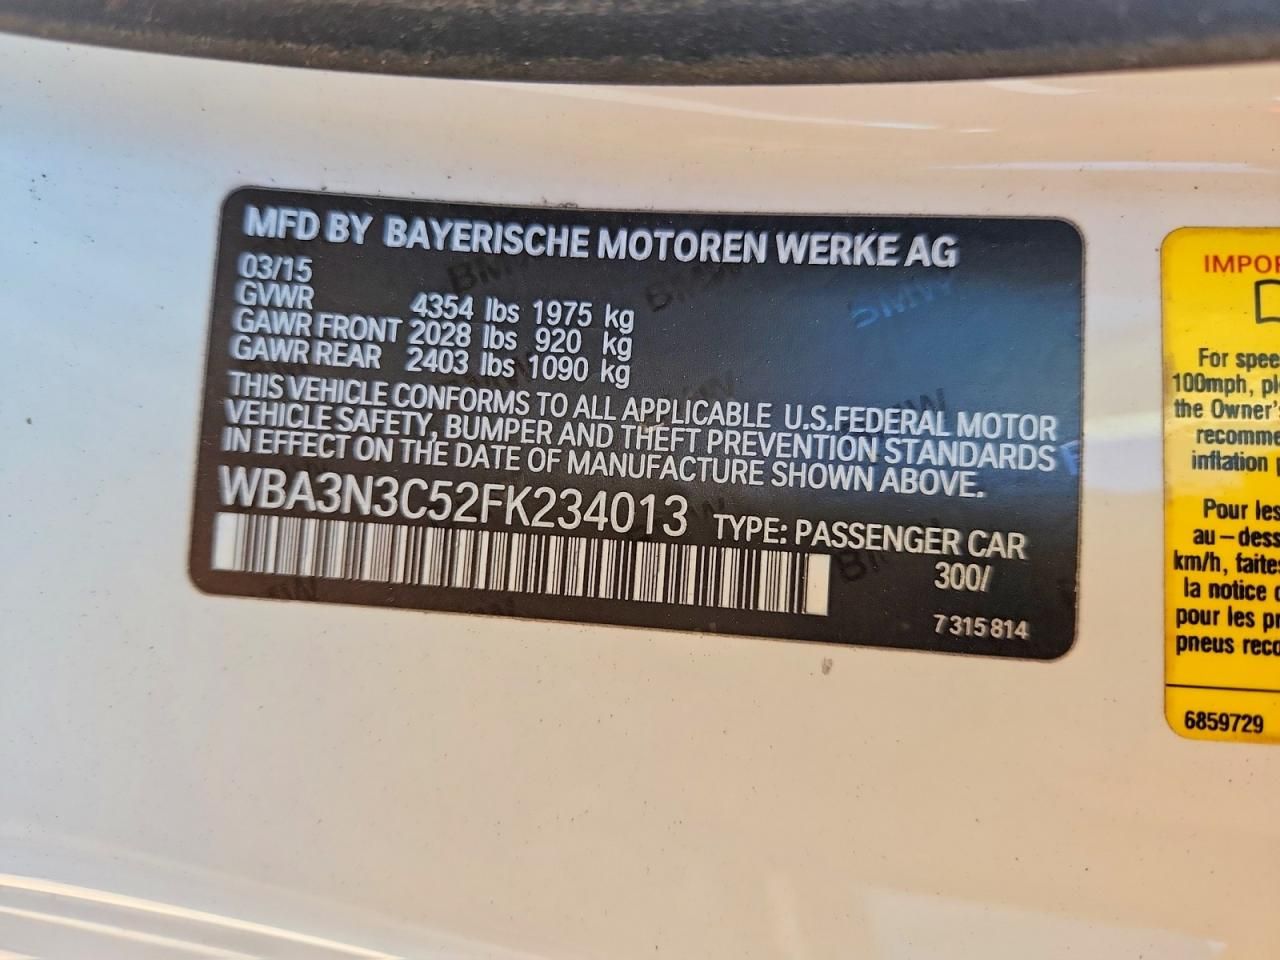 MFD BY BAYERISCHE MOTOREN WERKE AG
03/15
GVWR 4354 lbs 1975 kg
GAWR FRONT 2028 lbs 920 kg
GAWR REAR 2403 lbs 1090 kg
THIS VEHICLE CONFORMS TO ALL APPLICABLE U.S.FEDERAL MOTOR
VEHICLE SAFETY, BUMPER AND THEFT PREVENTION STANDARDS
IN EFFECT ON THE DATE OF MANUFACTURE SHOWN ABOVE.
WBA3N3C52FK234013 TYPE: PASSENGER CAR
300/
7 315 814
IMPOR
For spee
100mph, pl
the Owner's
recomme
inflation
Pour les
au-dess
km/h, faites
la notice
pour les pr
pneus reco
6859729